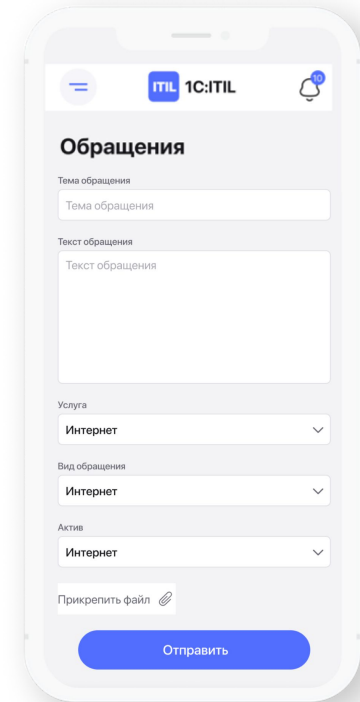 ITIL 1C:ITIL
10
Обращения
Тема обращения
Тема обращения
Текст обращения
Текст обращения
Услуга
Интернет
Вид обращения
Интернет
Актив
Интернет
Прикрепить файл
Отправить